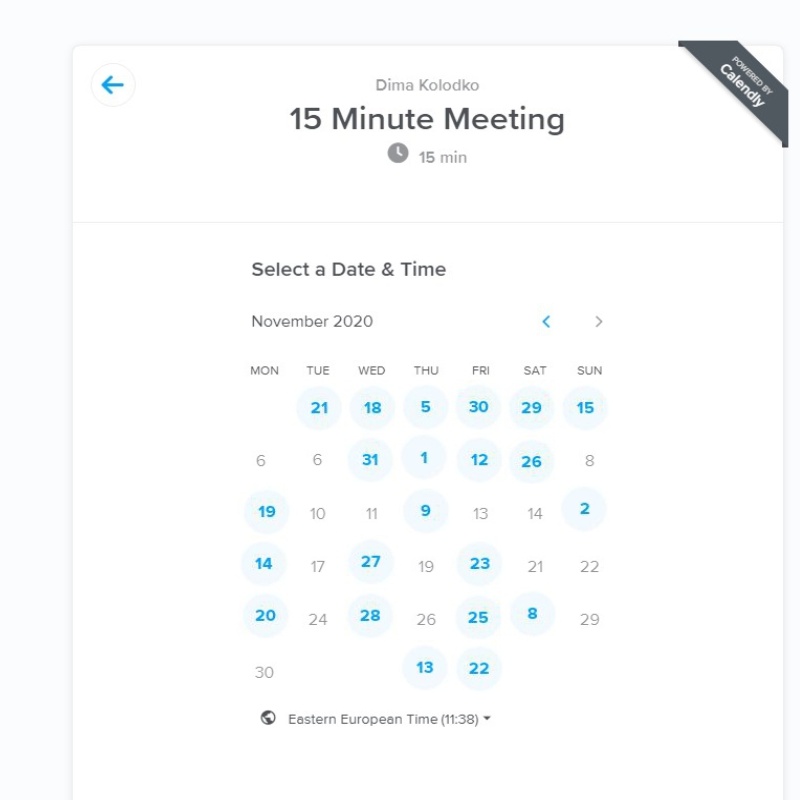 Dima Kolodko
15 Minute Meeting
15 min
POWERED BY
Calendly
Select a Date & Time
November 2020
MON TUE WED THU FRI SAT SUN
21 18 5 30 29 15
6 6 31 1 12 26 8
19 10 11 9 13 14 2
14 17 27 19 23 21 22
20 24 28 26 25 8 29
30 13 22
Eastern European Time (11:38)